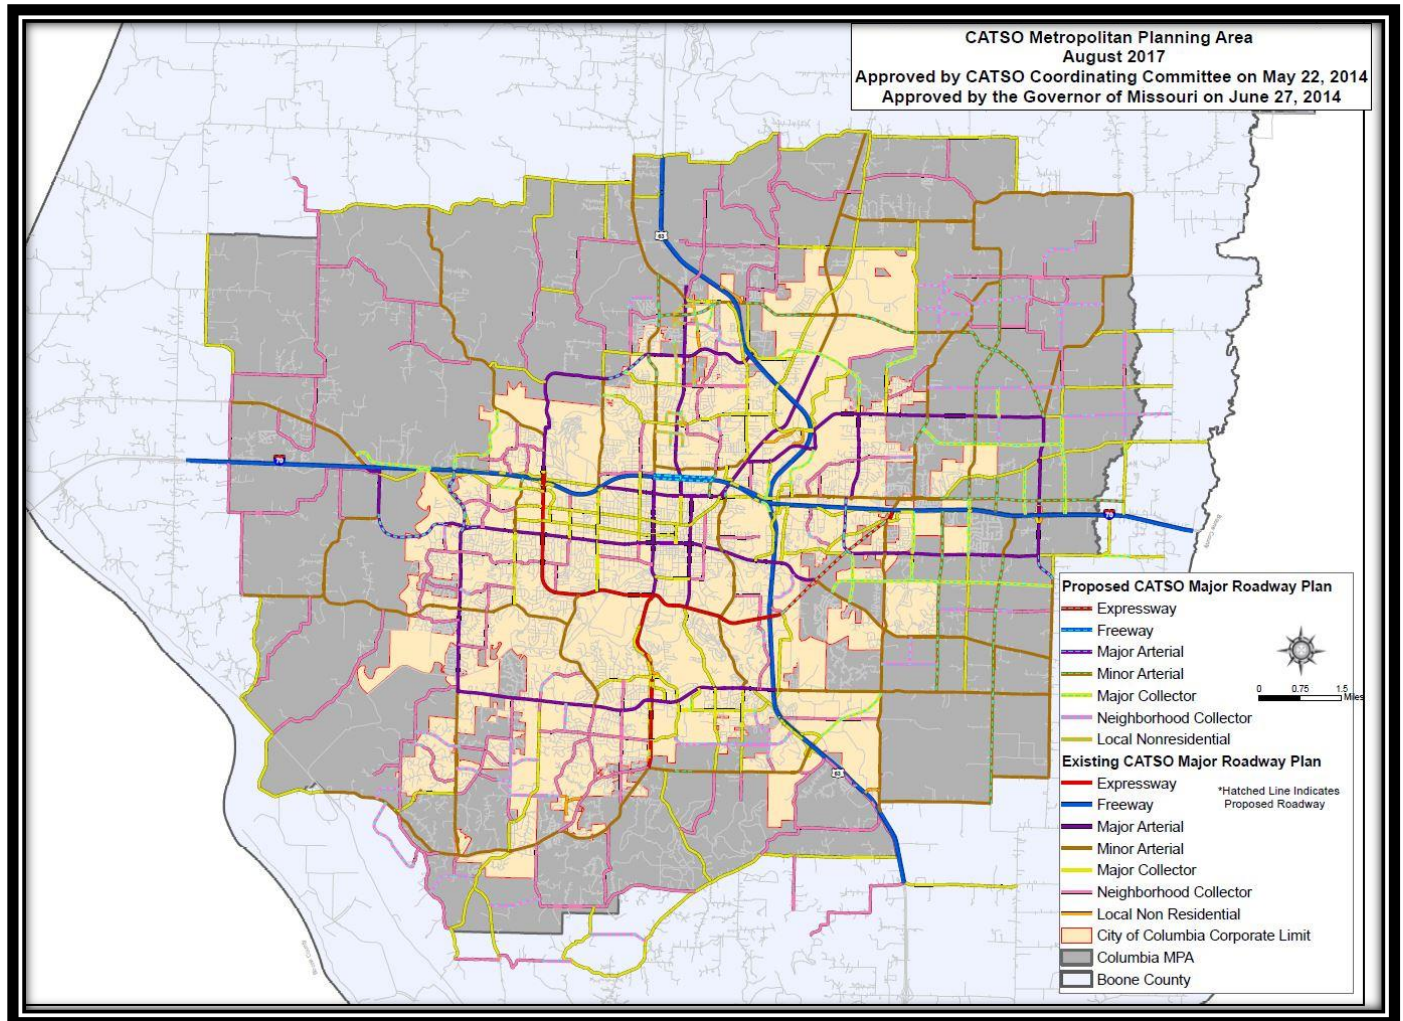 CATSO Metropolitan Planning Area
August 2017
Approved by CATSO Coordinating Committee on May 22, 2014
Approved by the Governor of Missouri on June 27, 2014
63
70
70
Boone County
Proposed CATSO Major Roadway Plan
Expressway
Freeway
Major Arterial
Minor Arterial
Major Collector
Neighborhood Collector
Local Nonresidential
0 0.75 1.5
Miles
Existing CATSO Major Roadway Plan
Expressway
*Hatched Line Indicates
Proposed Roadway
Freeway
Major Arterial
Minor Arterial
Major Collector
Neighborhood Collector
Local Non Residential
City of Columbia Corporate Limit
Columbia MPA
Boone County
63